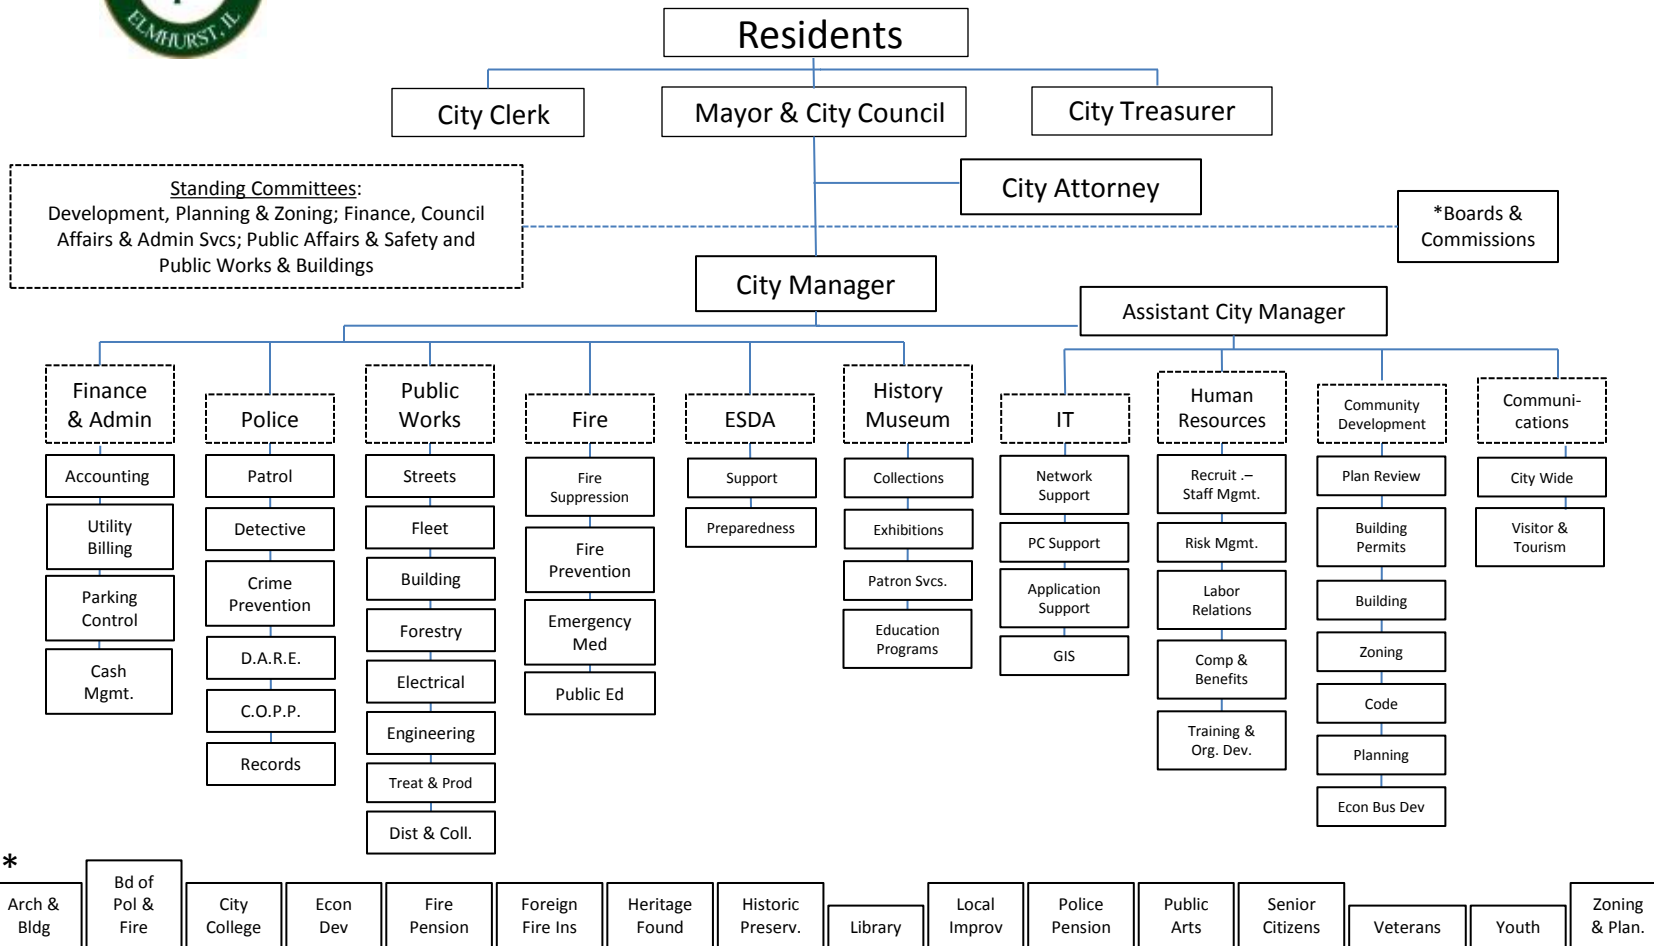 ELMHURST, IL
Residents
City Clerk
Mayor & City Council
City Treasurer
City Attorney
Standing Committees:
Development, Planning & Zoning; Finance, Council
Affairs & Admin Svcs; Public Affairs & Safety and
Public Works & Buildings
*Boards &
Commissions
City Manager
Assistant City Manager
Finance
& Admin
Accounting
Utility
Billing
Parking
Control
Cash
Mgmt.
Police
Patrol
Detective
Crime
Prevention
D.A.R.E.
C.O.P.P.
Records
Public
Works
Streets
Fleet
Building
Forestry
Electrical
Engineering
Treat & Prod
Dist & Coll.
Fire
Fire
Suppression
Fire
Prevention
Emergency
Med
Public Ed
ESDA
Support
Preparedness
History
Museum
Collections
Exhibitions
Patron Svcs.
Education
Programs
IT
Network
Support
PC Support
Application
Support
GIS
Human
Resources
Recruit .–
Staff Mgmt.
Risk Mgmt.
Labor
Relations
Comp &
Benefits
Training &
Org. Dev.
Community
Development
Plan Review
Building
Permits
Building
Zoning
Code
Planning
Econ Bus Dev
Communi-
cations
City Wide
Visitor &
Tourism
*
Arch &
Bldg
Bd of
Pol &
Fire
City
College
Econ
Dev
Fire
Pension
Foreign
Fire Ins
Heritage
Found
Historic
Preserv.
Library
Local
Improv
Police
Pension
Public
Arts
Senior
Citizens
Veterans
Youth
Zoning
& Plan.